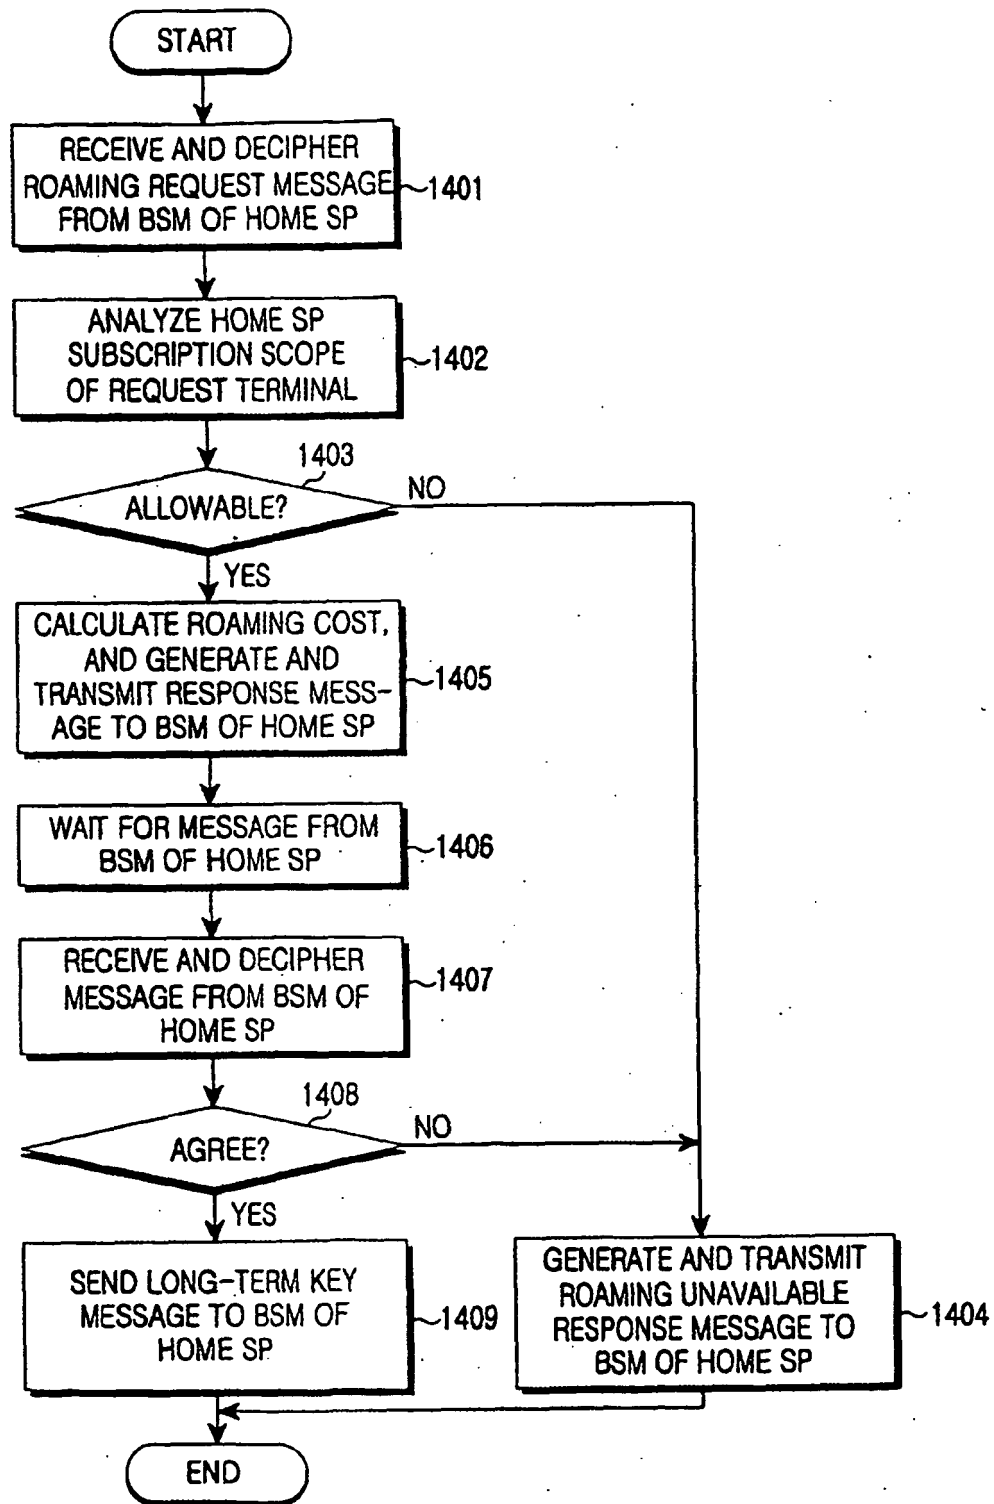 START
RECEIVE AND DECIPHER
ROAMING REQUEST MESSAGE
FROM BSM OF HOME SP
1401
ANALYZE HOME SP
SUBSCRIPTION SCOPE
OF REQUEST TERMINAL
1402
1403
ALLOWABLE?
NO
YES
CALCULATE ROAMING COST,
AND GENERATE AND
TRANSMIT RESPONSE MESS-
AGE TO BSM OF HOME SP
1405
WAIT FOR MESSAGE FROM
BSM OF HOME SP
1406
RECEIVE AND DECIPHER
MESSAGE FROM BSM OF
HOME SP
1407
1408
AGREE?
NO
YES
SEND LONG-TERM KEY
MESSAGE TO BSM OF
HOME SP
1409
GENERATE AND TRANSMIT
ROAMING UNAVAILABLE
RESPONSE MESSAGE TO
BSM OF HOME SP
1404
END